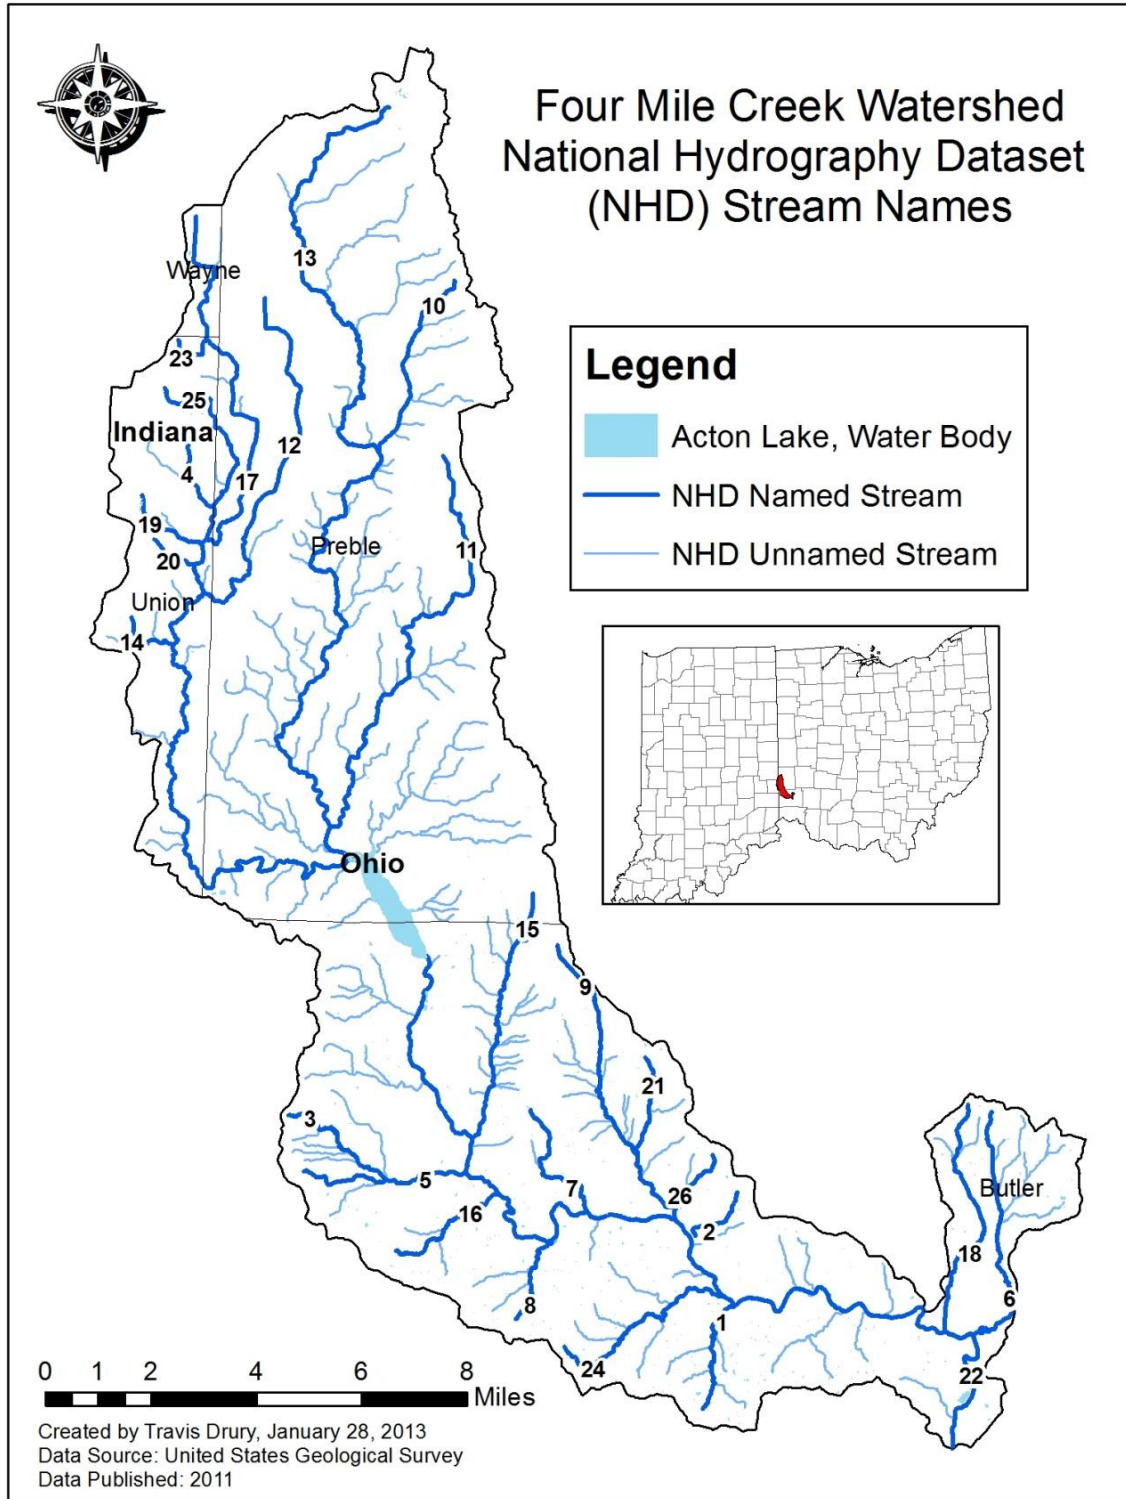 Four Mile Creek Watershed
National Hydrography Dataset
(NHD) Stream Names
13
Wayne
10
23
25
Indiana
12
4
17
19
Preble
11
20
Union
14
Legend
Acton Lake, Water Body
NHD Named Stream
NHD Unnamed Stream
Ohio
15
9
21
3
5
7
26
Butler
16
2
18
8
6
1
24
22
0 1 2 4 6 8
Miles
Created by Travis Drury, January 28, 2013
Data Source: United States Geological Survey
Data Published: 2011